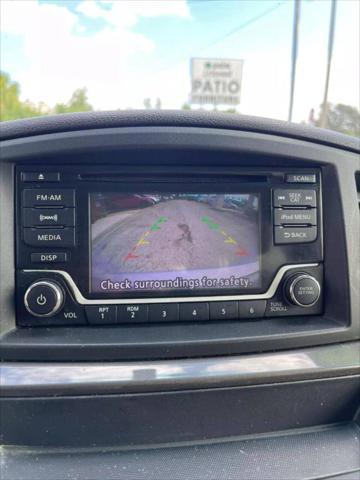 PATIO
FURNITURE
SCAN
FM·AM
SEEK
CAT
MEDIA
iPod MENU
BACK
DISP
Check surroundings for safety.
VOL
RPT
1
RDM
2
3
4
5
6
TUNE
SCROLL
ENTER
SETTING